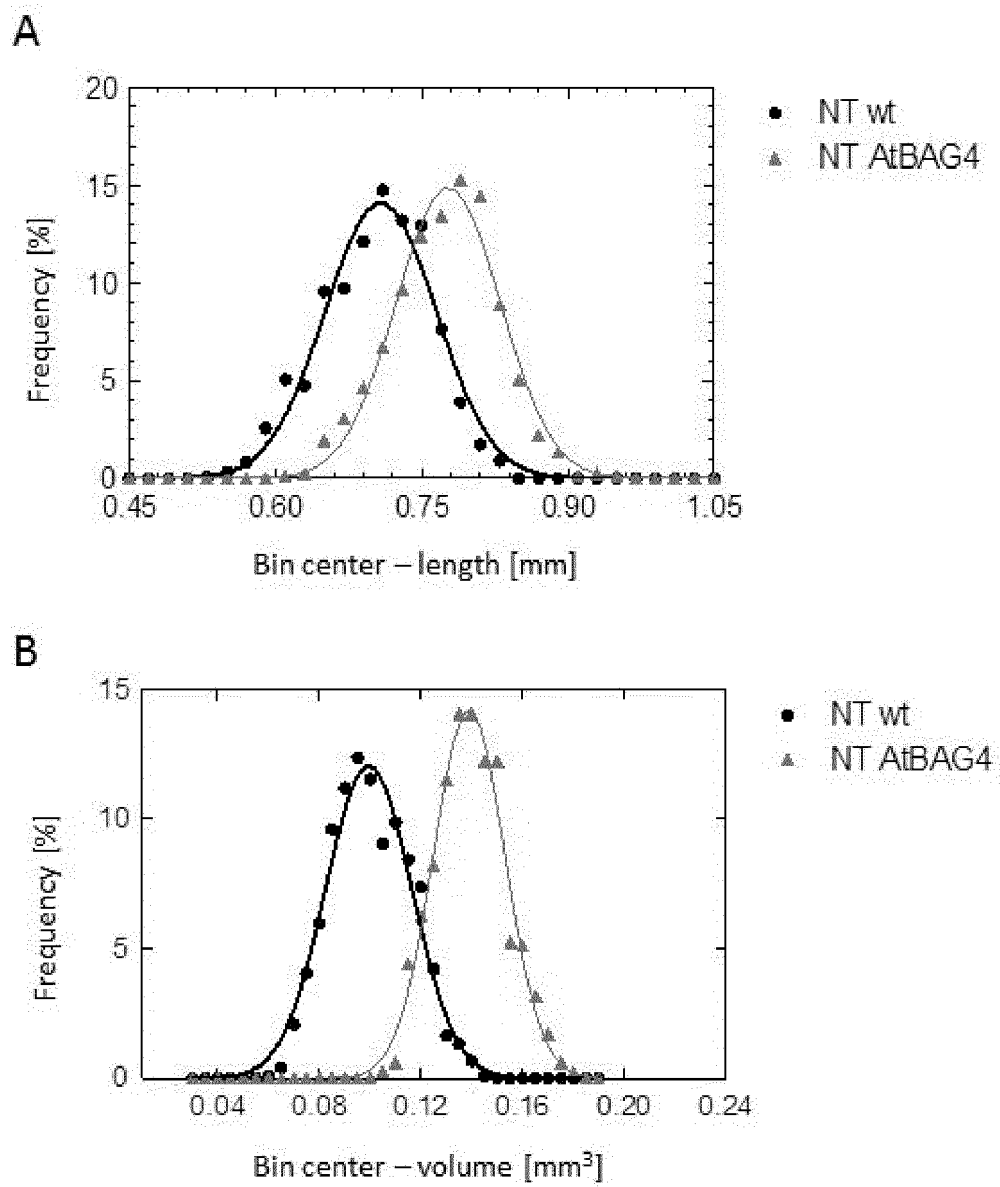 A
20
15
10
5
0
Frequency [%]
0.45 0.60 0.75 0.90 1.05
Bin center – length [mm]
NT wt
NT AtBAG4
B
15
10
5
0
Frequency [%]
0.04 0.08 0.12 0.16 0.20 0.24
Bin center – volume [mm³]
NT wt
NT AtBAG4